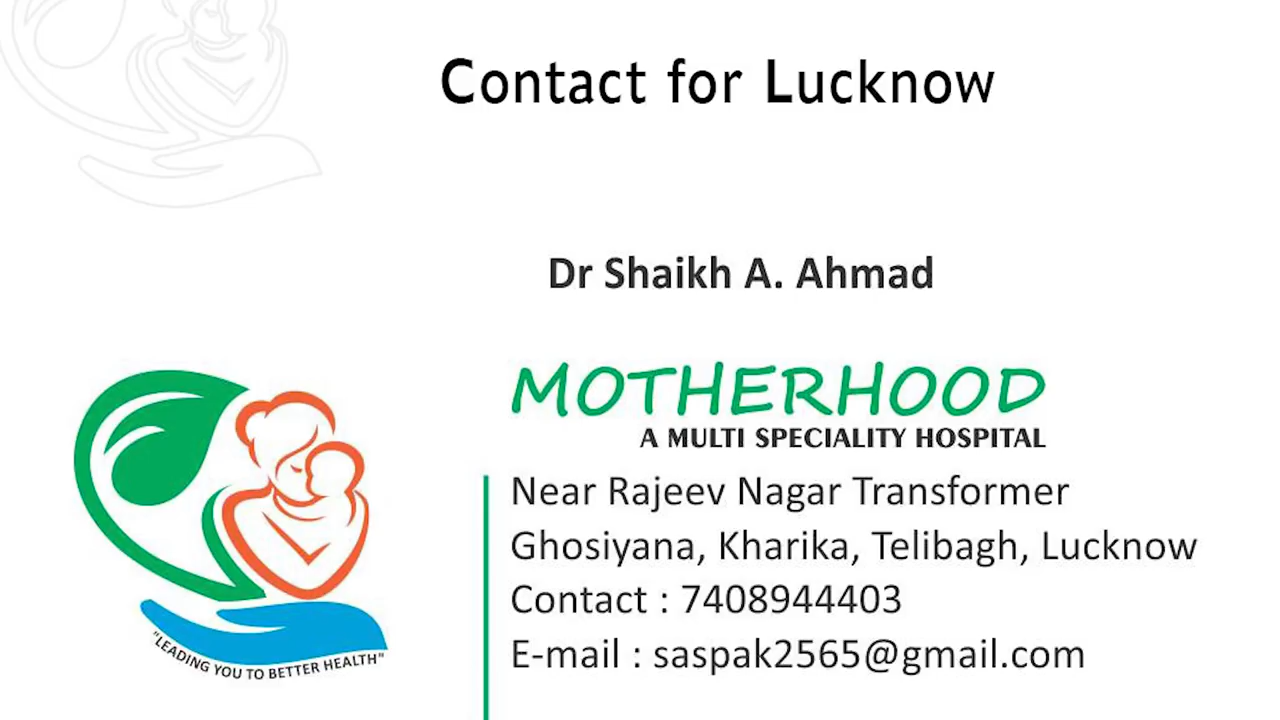 Contact for Lucknow
Dr Shaikh A. Ahmad
MOTHERHOOD
A MULTI SPECIALITY HOSPITAL
Near Rajeev Nagar Transformer
Ghosiyana, Kharika, Telibagh, Lucknow
Contact : 7408944403
E-mail : saspak2565@gmail.com
"LEADING YOU TO BETTER HEALTH"